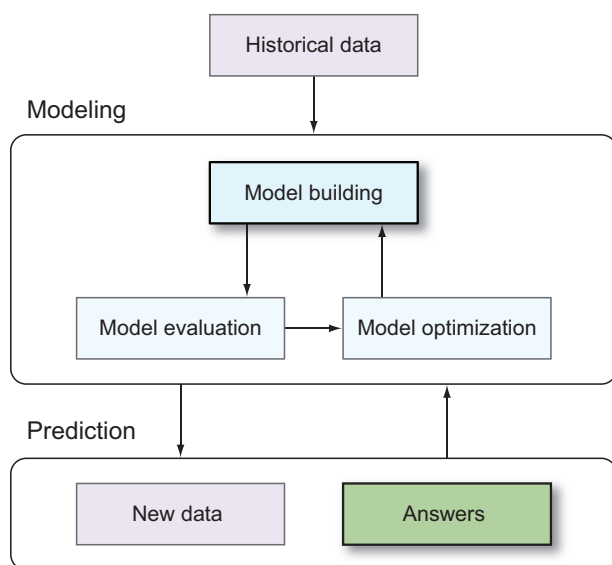 Historical data
Modeling
Model building
Model evaluation
Model optimization
Prediction
New data
Answers